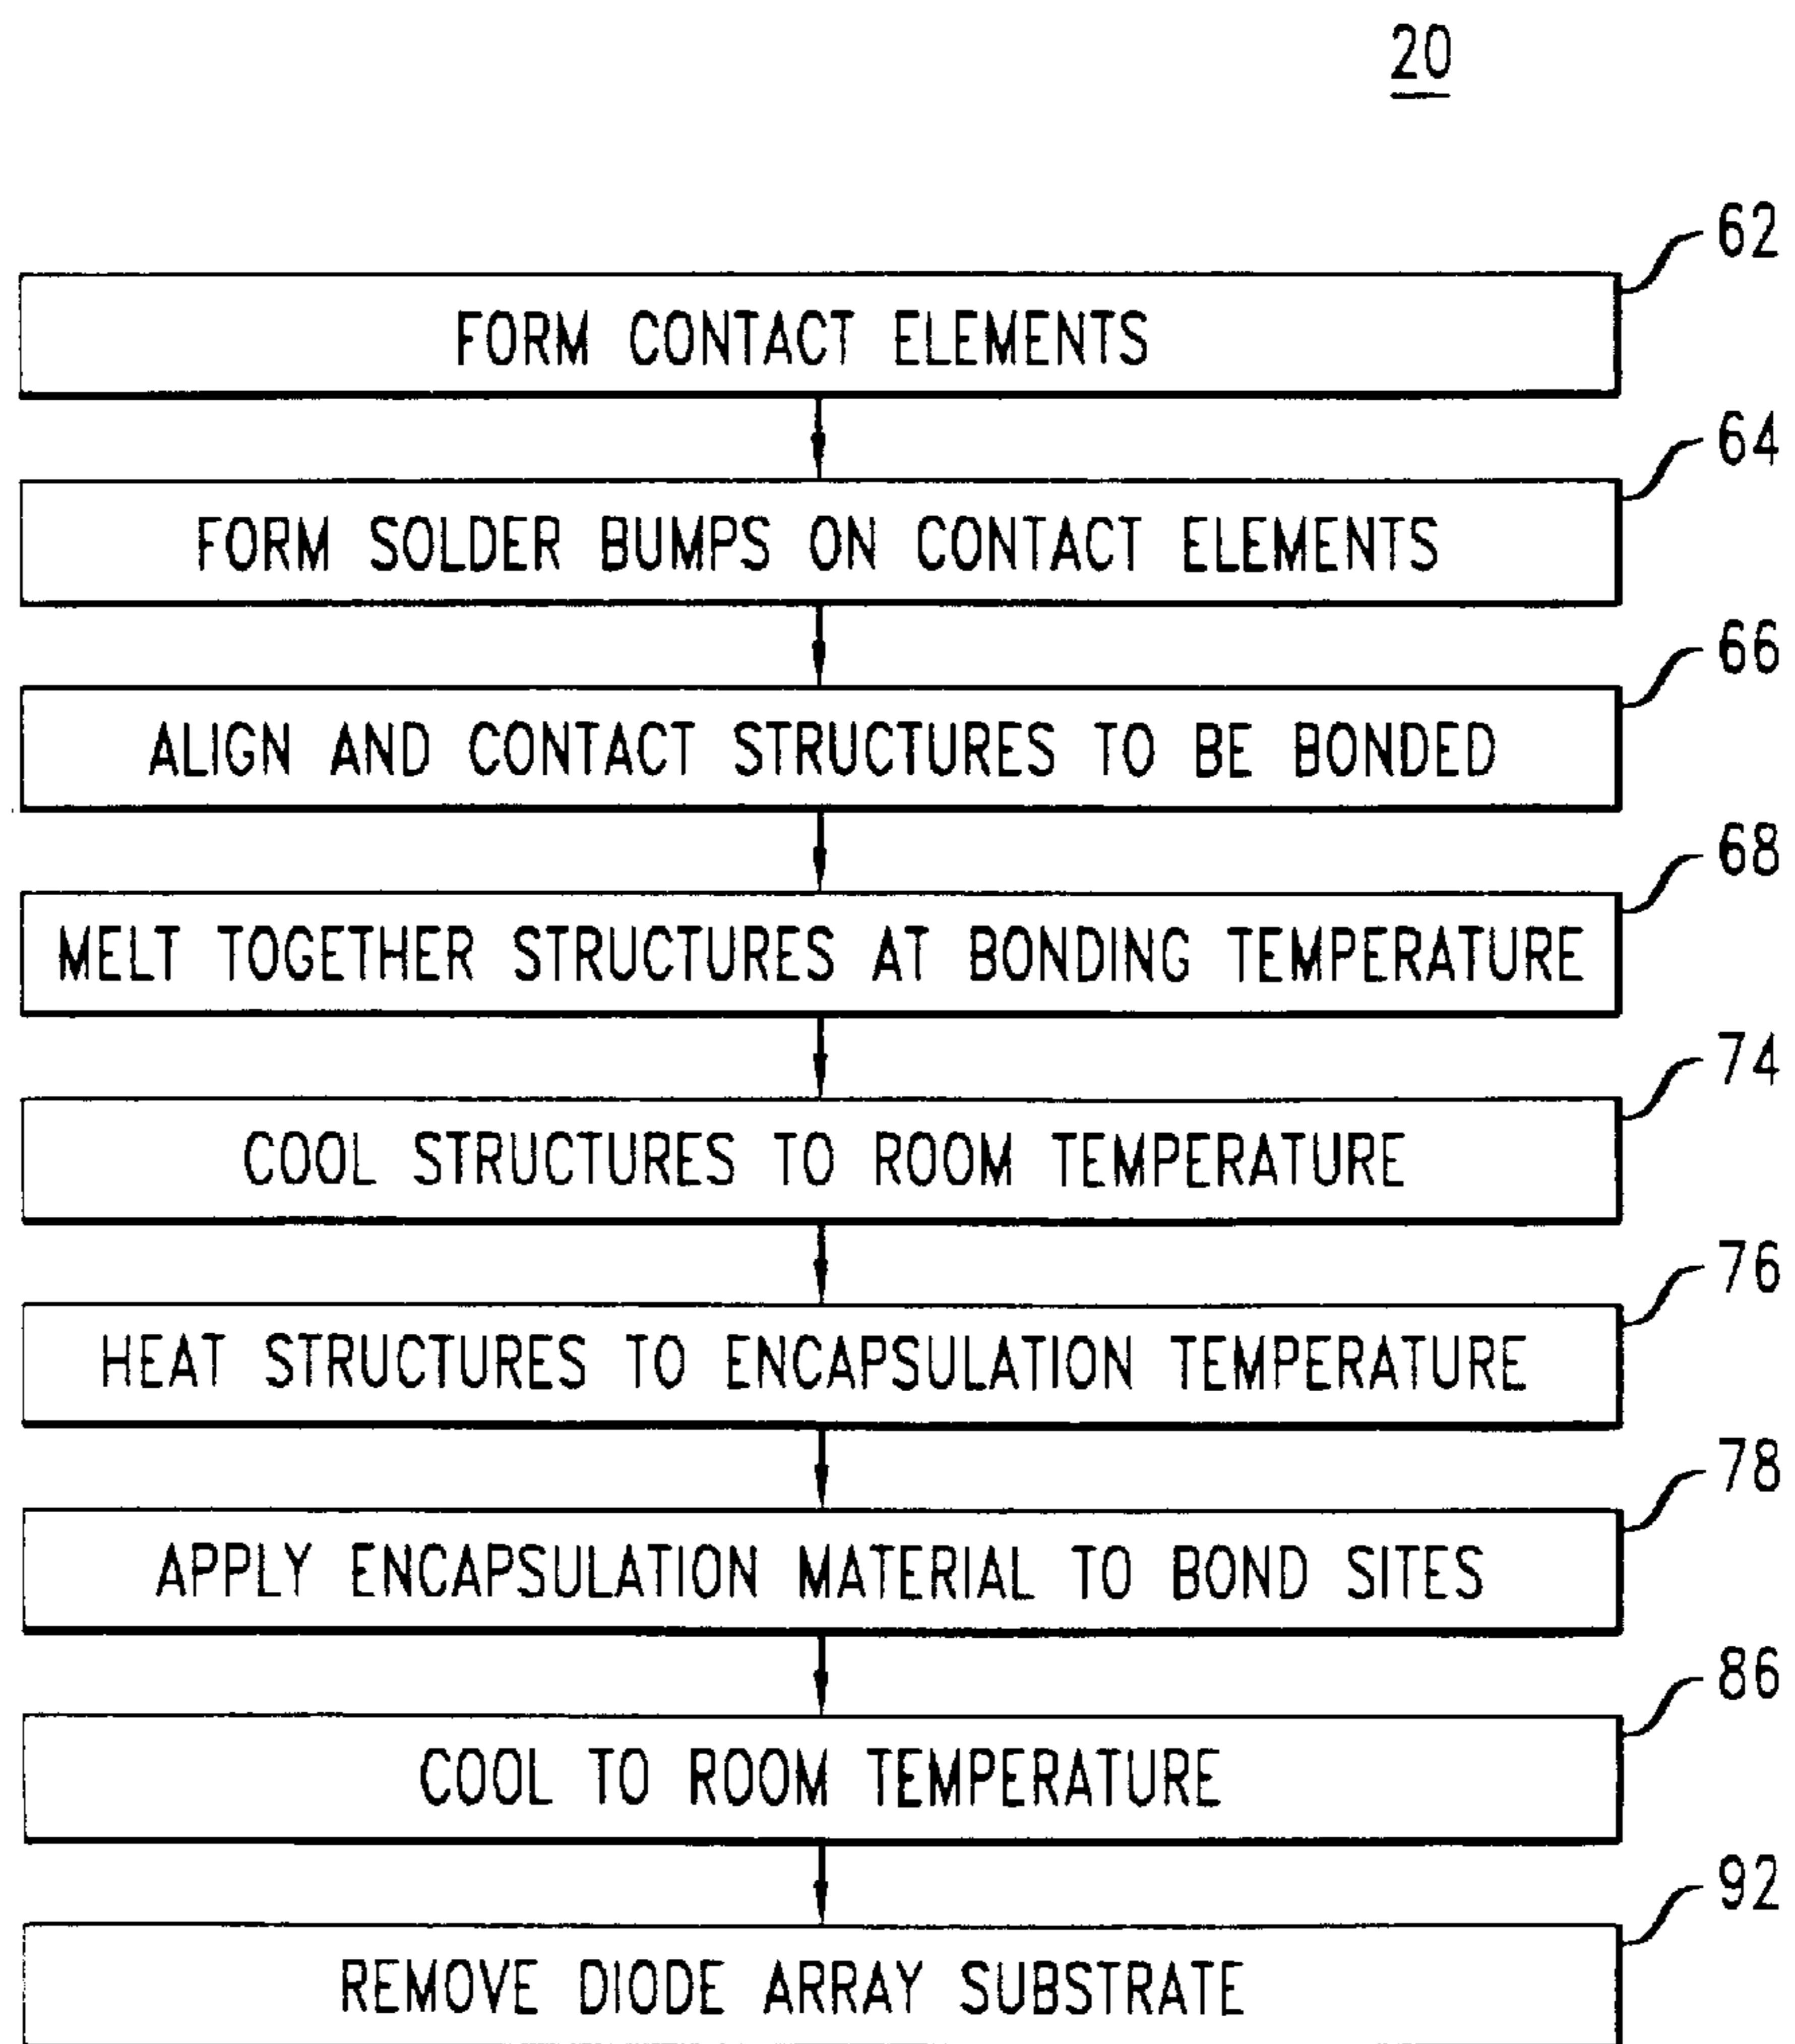 20
62
FORM CONTACT ELEMENTS
64
FORM SOLDER BUMPS ON CONTACT ELEMENTS
66
ALIGN AND CONTACT STRUCTURES TO BE BONDED
68
MELT TOGETHER STRUCTURES AT BONDING TEMPERATURE
74
COOL STRUCTURES TO ROOM TEMPERATURE
76
HEAT STRUCTURES TO ENCAPSULATION TEMPERATURE
78
APPLY ENCAPSULATION MATERIAL TO BOND SITES
86
COOL TO ROOM TEMPERATURE
92
REMOVE DIODE ARRAY SUBSTRATE